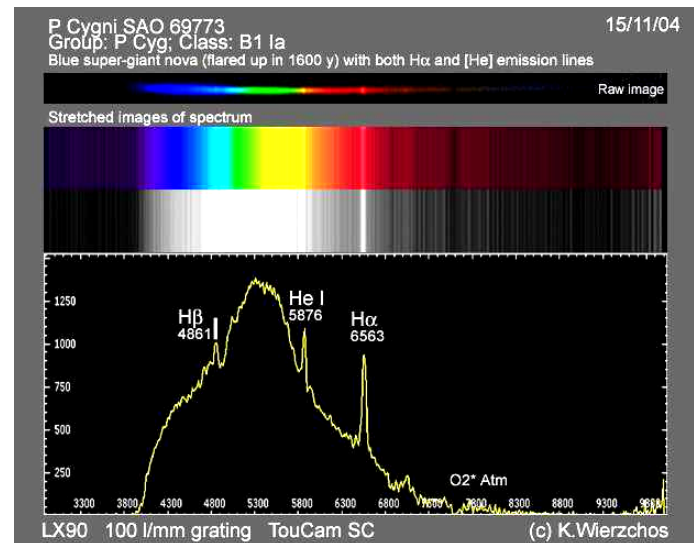 P Cygni SAO 69773 15/11/04
Group: P Cyg; Class: B1 Ia
Blue super-giant nova (flared up in 1600 y) with both Hα and [He] emission lines
Raw image
Stretched images of spectrum
1250
Hβ
4861
He I
5876
Hα
6563
1000
750
500
250
O2* Atm
3300 3800 4300 4800 5300 5800 6300 6800 7300 7800 8300 8800 9300
LX90 100 l/mm grating TouCam SC (c) K.Wierzchos